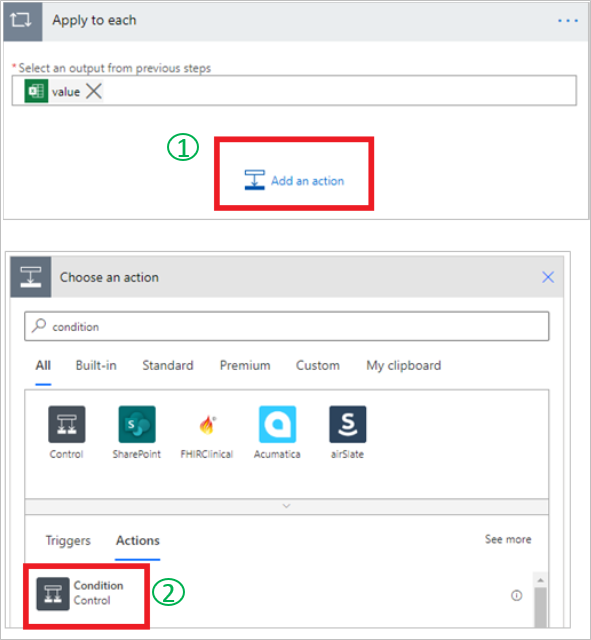 Apply to each
* Select an output from previous steps
value
1
Add an action
Choose an action
condition
All Built-in Standard Premium Custom My clipboard
Control SharePoint FHIRClinical Acumatica airSlate
Triggers Actions See more
Condition
Control
2